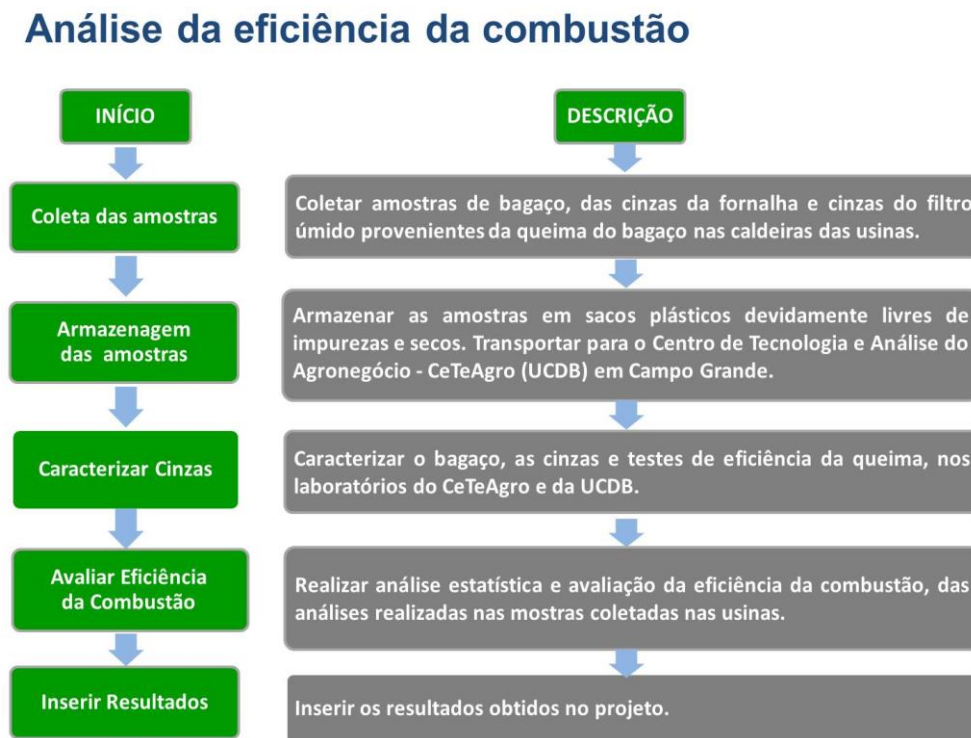 Análise da eficiência da combustão
INÍCIO
DESCRIÇÃO
Coleta das amostras
Coletar amostras de bagaço, das cinzas da fornalha e cinzas do filtro
úmido provenientes da queima do bagaço nas caldeiras das usinas.
Armazenagem
das amostras
Armazenar as amostras em sacos plásticos devidamente livres de
impurezas e secos. Transportar para o Centro de Tecnologia e Análise do
Agronegócio - CeTeAgro (UCDB) em Campo Grande.
Caracterizar Cinzas
Caracterizar o bagaço, as cinzas e testes de eficiência da queima, nos
laboratórios do CeTeAgro e da UCDB.
Avaliar Eficiência
da Combustão
Realizar análise estatística e avaliação da eficiência da combustão, das
análises realizadas nas mostras coletadas nas usinas.
Inserir Resultados
Inserir os resultados obtidos no projeto.